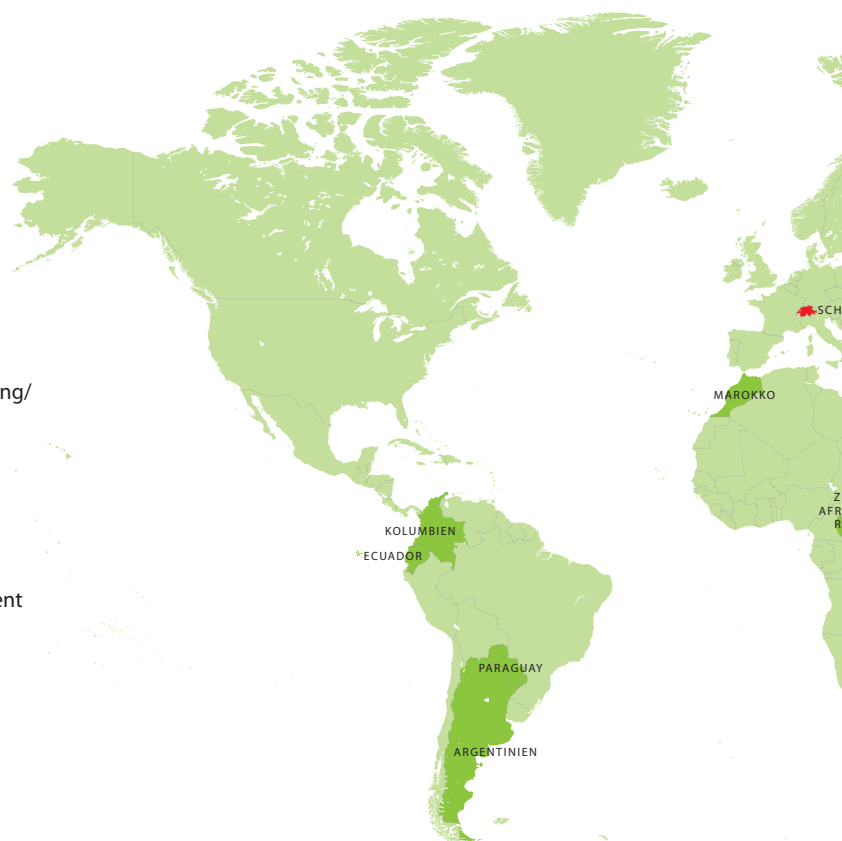 SCH
ng/
MAROKKO
Z
AFR
R
KOLUMBIEN
ECUADOR
ent
PARAGUAY
ARGENTINIEN